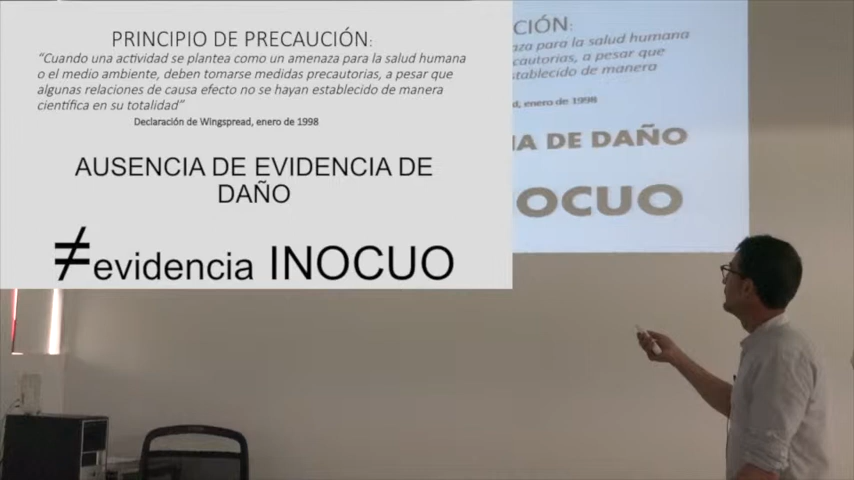 PRINCIPIO DE PRECAUCIÓN:
“Cuando una actividad se plantea como un amenaza para la salud humana
o el medio ambiente, deben tomarse medidas precautorias, a pesar que
algunas relaciones de causa efecto no se hayan establecido de manera
científica en su totalidad”
Declaración de Wingspread, enero de 1998
AUSENCIA DE EVIDENCIA DE
DAÑO
≠evidencia INOCUO
CIÓN:
aza para la salud humana
cautorias, a pesar que
stablecido de manera
d, enero de 1998
IA DE DAÑO
OCUO